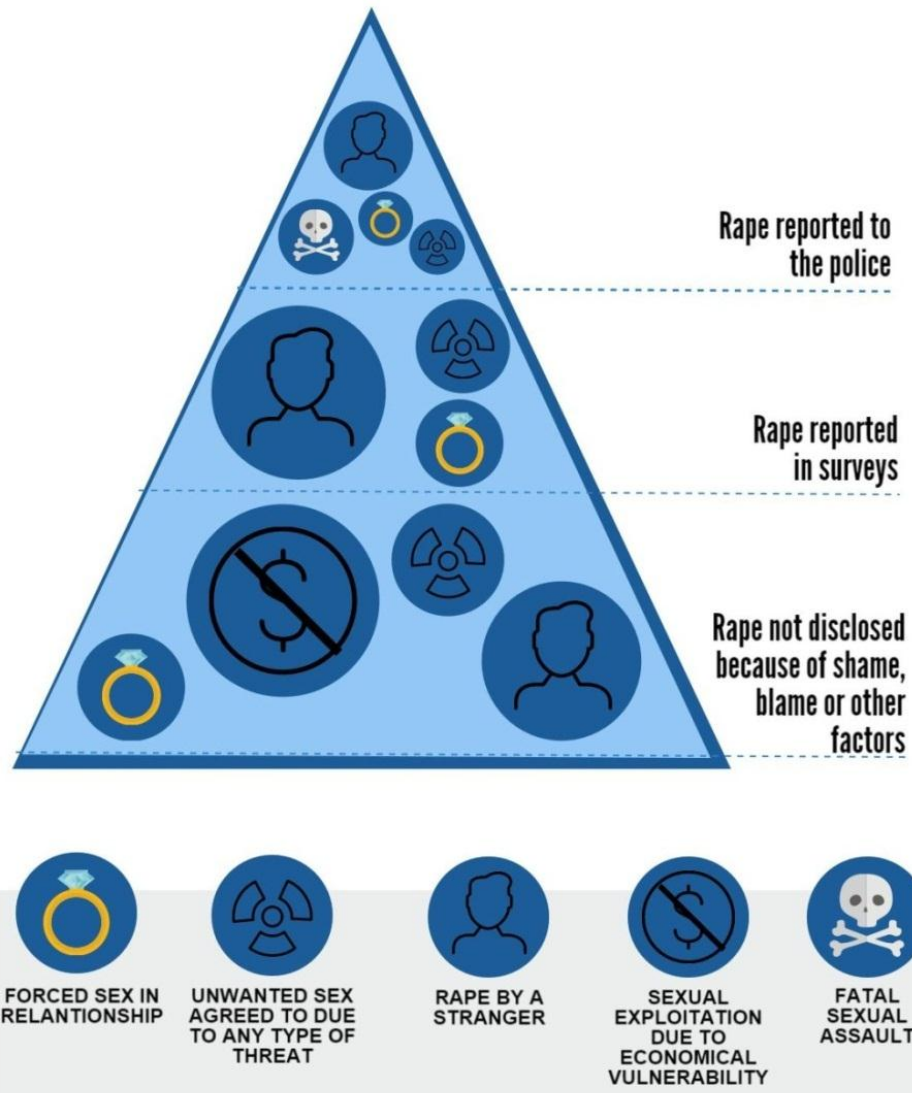 Rape reported to
the police
Rape reported
in surveys
Rape not disclosed
because of shame,
blame or other
factors
FORCED SEX IN
RELANTIONSHIP
UNWANTED SEX
AGREED TO DUE
TO ANY TYPE OF
THREAT
RAPE BY A
STRANGER
SEXUAL
EXPLOITATION
DUE TO
ECONOMICAL
VULNERABILITY
FATAL
SEXUAL
ASSAULT